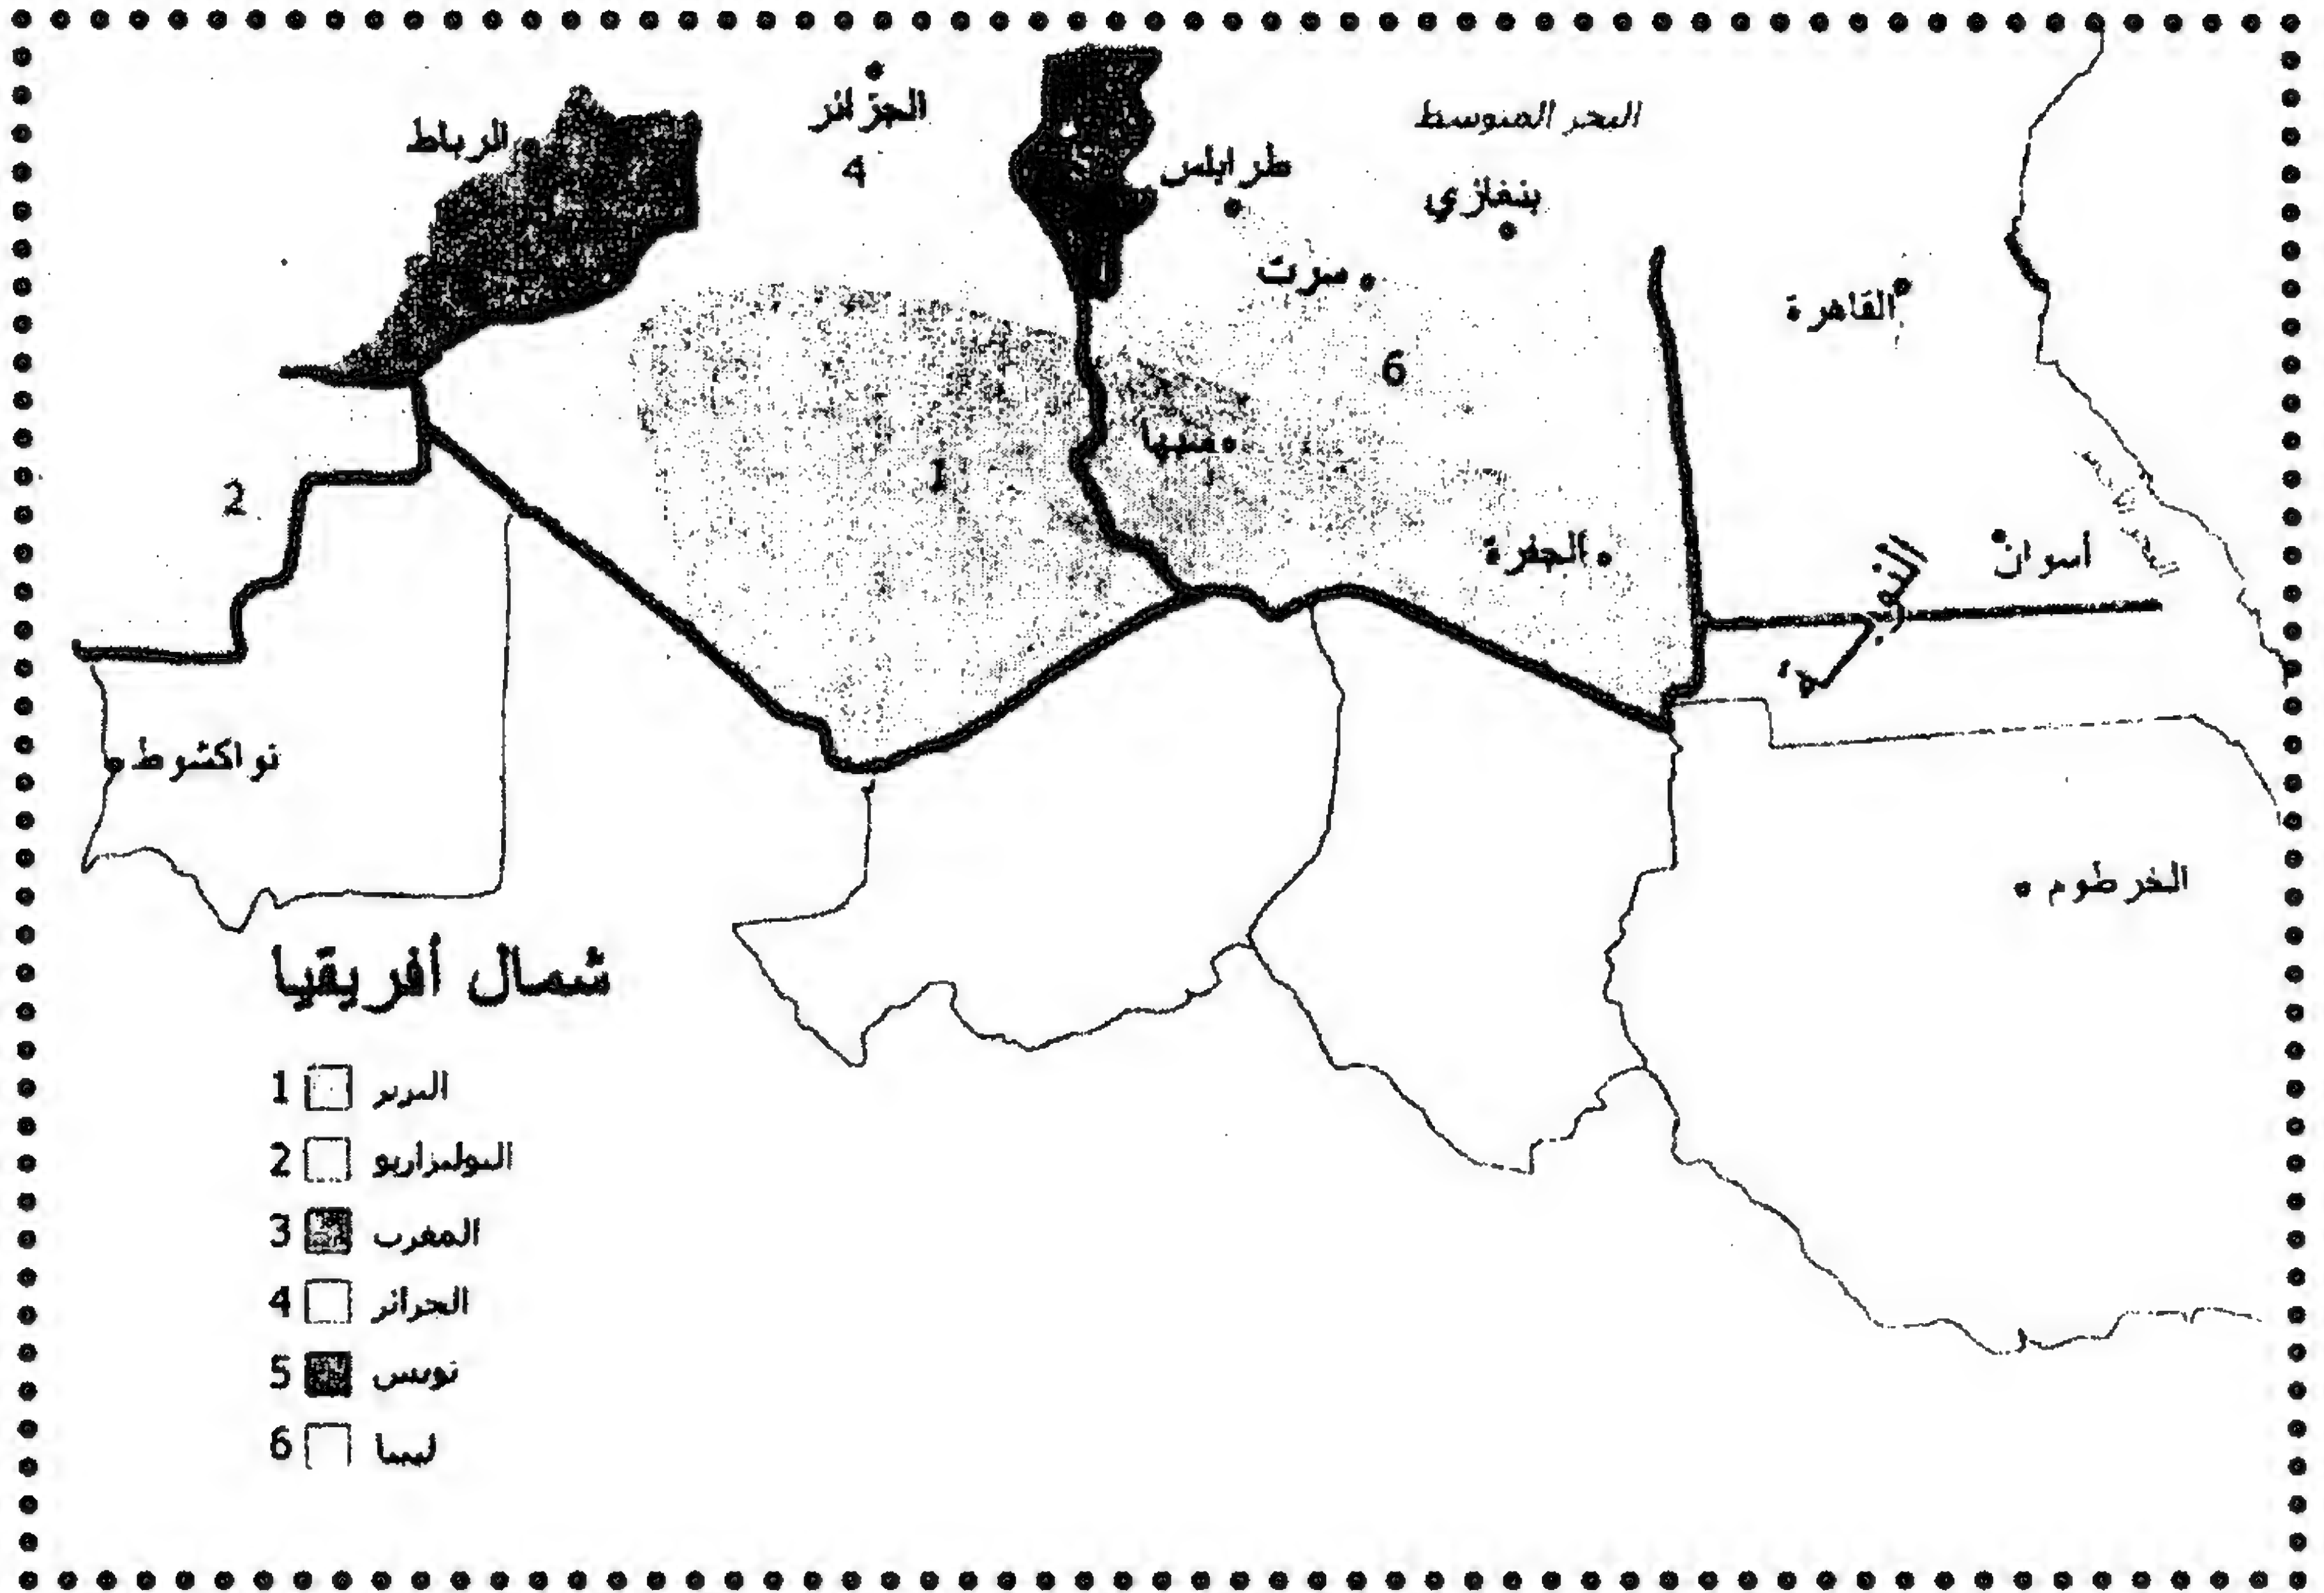 الجزائر
4
البحر المتوسط
الرباط
5
طرابلس
بنغازي
سرت
القاهرة
6
1
2
الجفرة
أسوان
النوبة
نواكشوط
الخرطوم
شمال أفريقيا
1 البربر
2 البوليزاريو
3 المغرب
4 الجزائر
5 تونس
6 ليبيا